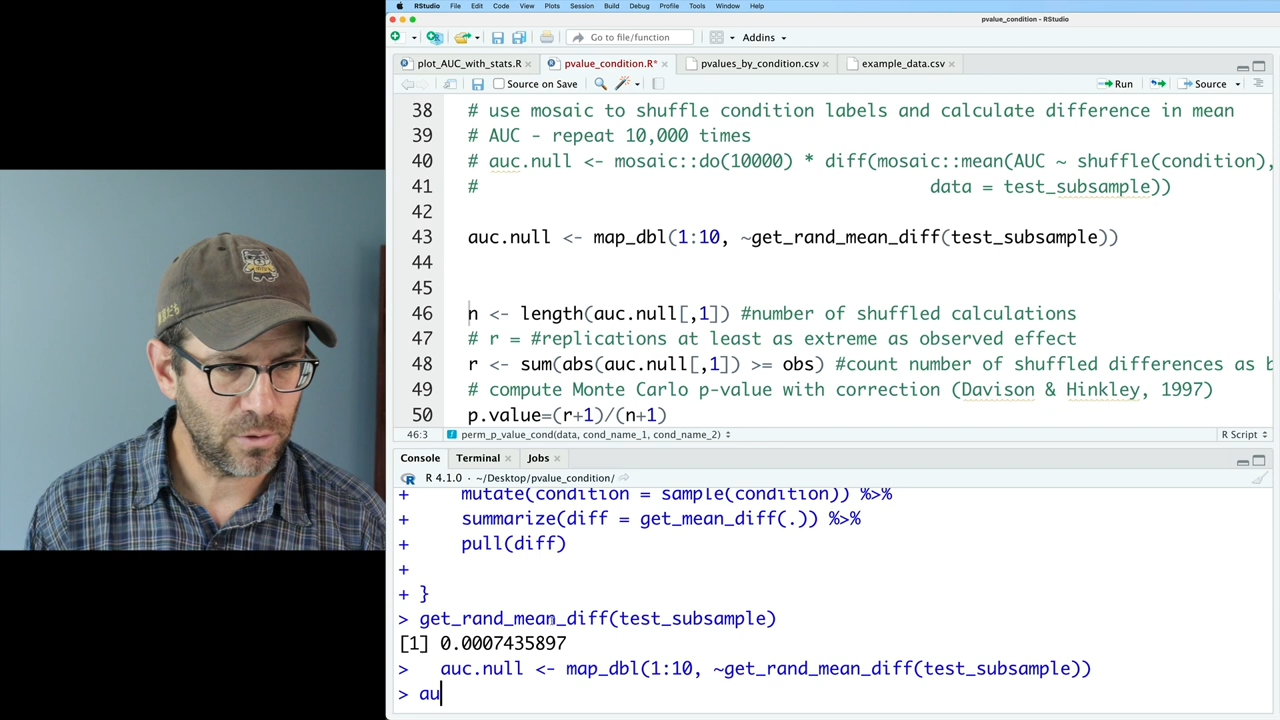 RStudio File Edit Code View Plots Session Build Debug Profile Tools Window Help
pvalue_condition - RStudio
Go to file/function Addins
plot_AUC_with_stats.R pvalue_condition.R* pvalues_by_condition.csv example_data.csv
Source on Save Run Source
38 # use mosaic to shuffle condition labels and calculate difference in mean
39 # AUC - repeat 10,000 times
40 # auc.null <- mosaic::do(10000) * diff(mosaic::mean(AUC ~ shuffle(condition),
41 # data = test_subsample))
42
43 auc.null <- map_dbl(1:10, ~get_rand_mean_diff(test_subsample))
44
45
46 n <- length(auc.null[,1]) #number of shuffled calculations
47 # r = #replications at least as extreme as observed effect
48 r <- sum(abs(auc.null[,1]) >= obs) #count number of shuffled differences as b
49 # compute Monte Carlo p-value with correction (Davison & Hinkley, 1997)
50 p.value=(r+1)/(n+1)
46:3 perm_p_value_cond(data, cond_name_1, cond_name_2) R Script
Console Terminal Jobs
R 4.1.0 · ~/Desktop/pvalue_condition/
+ mutate(condition = sample(condition)) %>%
+ summarize(diff = get_mean_diff(.)) %>%
+ pull(diff)
+
+ }
> get_rand_mean_diff(test_subsample)
[1] 0.0007435897
> auc.null <- map_dbl(1:10, ~get_rand_mean_diff(test_subsample))
> au